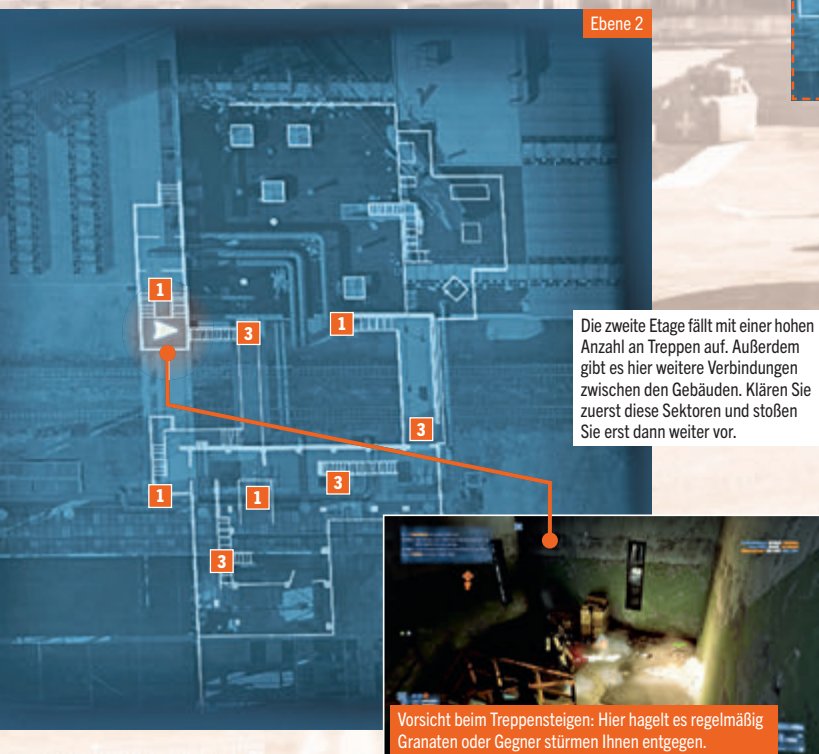 Ebene 2
1
3
1
3
3
1
1
3
Die zweite Etage fällt mit einer hohen
Anzahl an Treppen auf. Außerdem
gibt es hier weitere Verbindungen
zwischen den Gebäuden. Klären Sie
zuerst diese Sektoren und stoßen
Sie erst dann weiter vor.
Vorsicht beim Treppensteigen: Hier hagelt es regelmäßig
Granaten oder Gegner stürmen Ihnen entgegen.